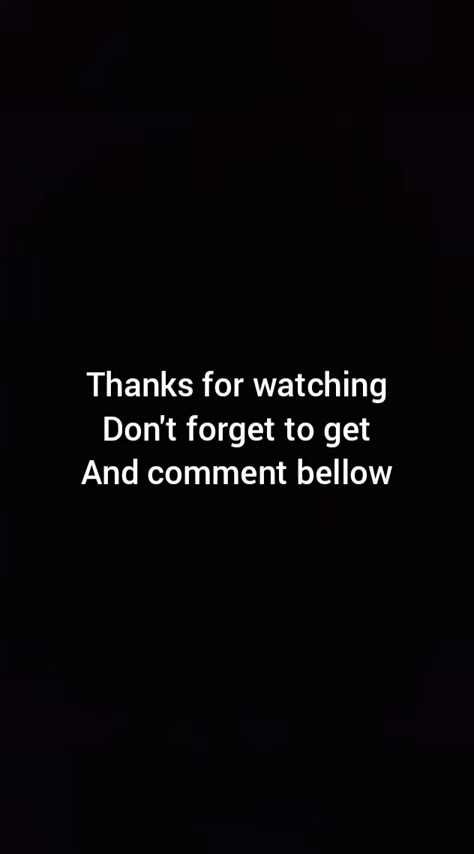 Thanks for watching
Don't forget to get
And comment bellow